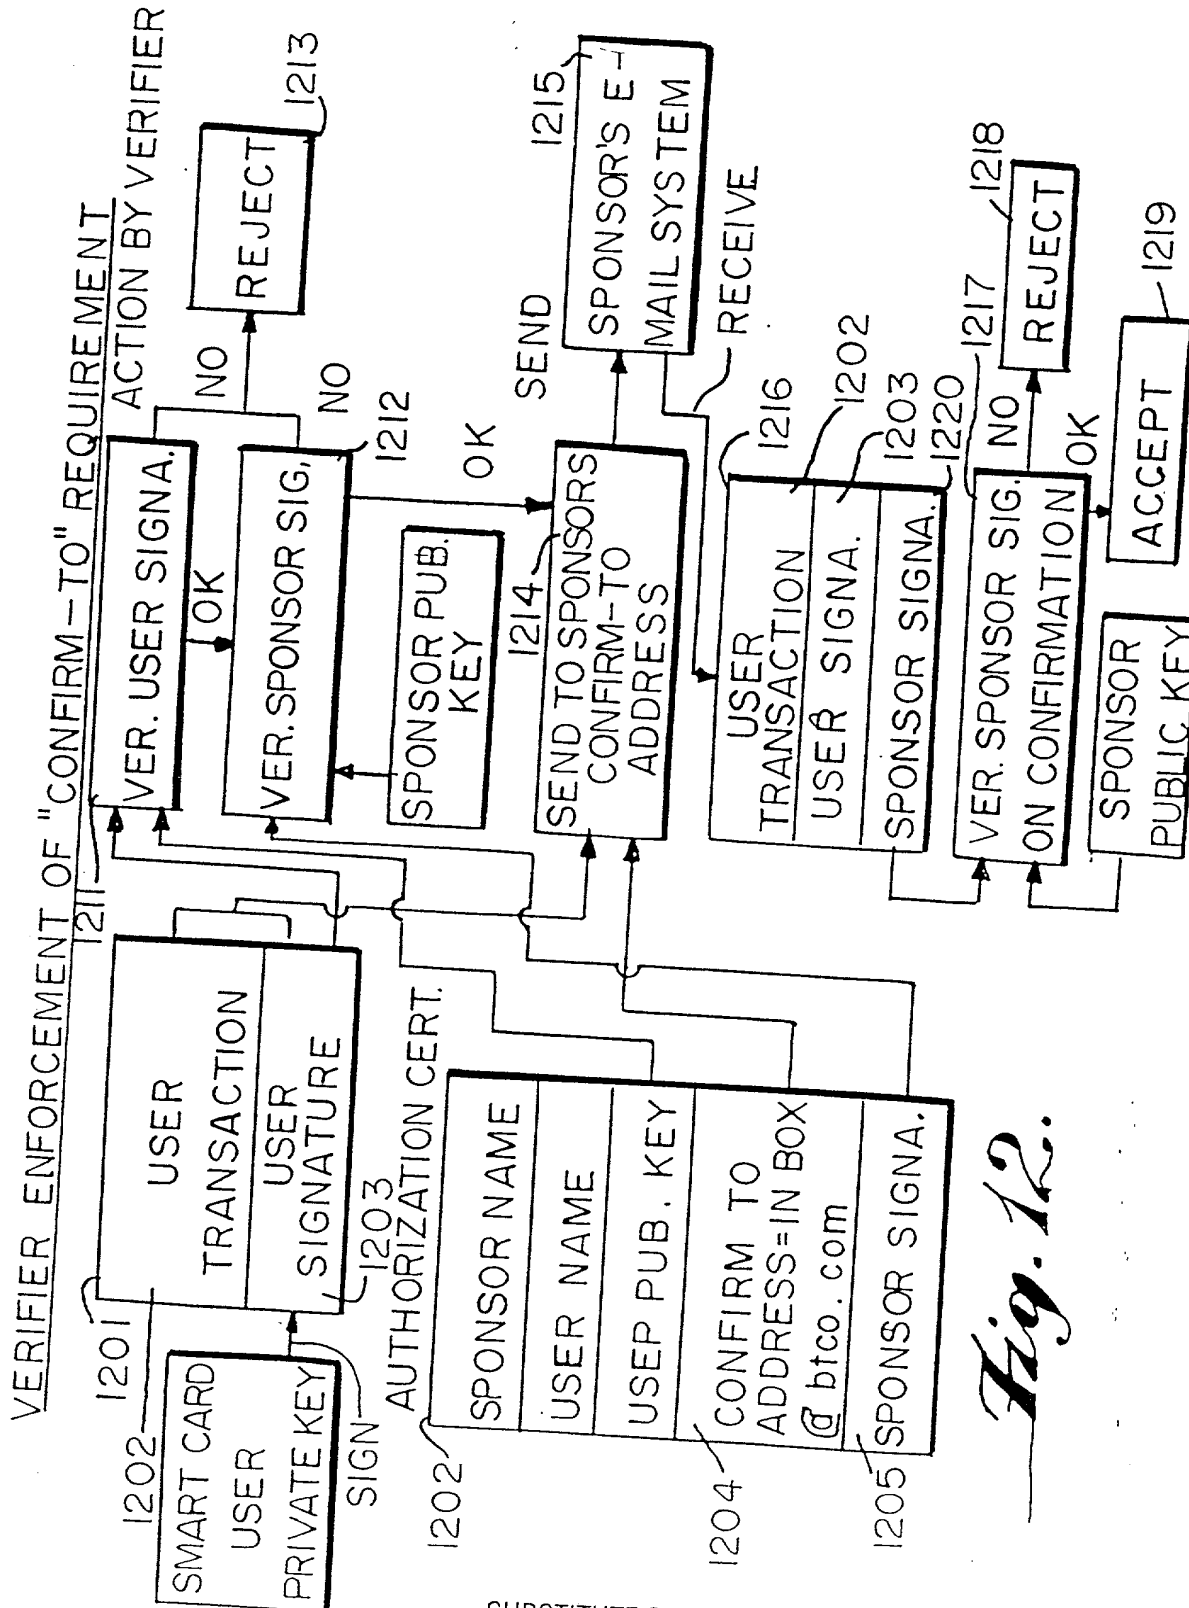 VERIFIER ENFORCEMENT OF "CONFIRM–TO" REQUIREMENT
ACTION BY VERIFIER
1201
1202
SMART CARD
USER
PRIVATE KEY
SIGN
USER
TRANSACTION
USER
SIGNATURE
1203
1211
VER. USER SIGNA.
OK
NO
VER. SPONSOR SIG.
NO
1212
REJECT
1213
SPONSOR PUB.
KEY
OK
AUTHORIZATION CERT.
1202
SPONSOR NAME
USER NAME
USEP PUB. KEY
1204
CONFIRM TO
ADDRESS=IN BOX
@btco.com
1205
SPONSOR SIGNA.
1214
SEND TO SPONSORS
CONFIRM–TO
ADDRESS
SEND
1215
SPONSOR'S E–
MAIL SYSTEM
RECEIVE
1216
USER
TRANSACTION
1202
USER SIGNA.
1203
SPONSOR SIGNA.
1220
1217
VER. SPONSOR SIG.
ON CONFIRMATION
NO
1218
REJECT
OK
ACCEPT
1219
SPONSOR
PUBLIC KEY
Fig. 12.